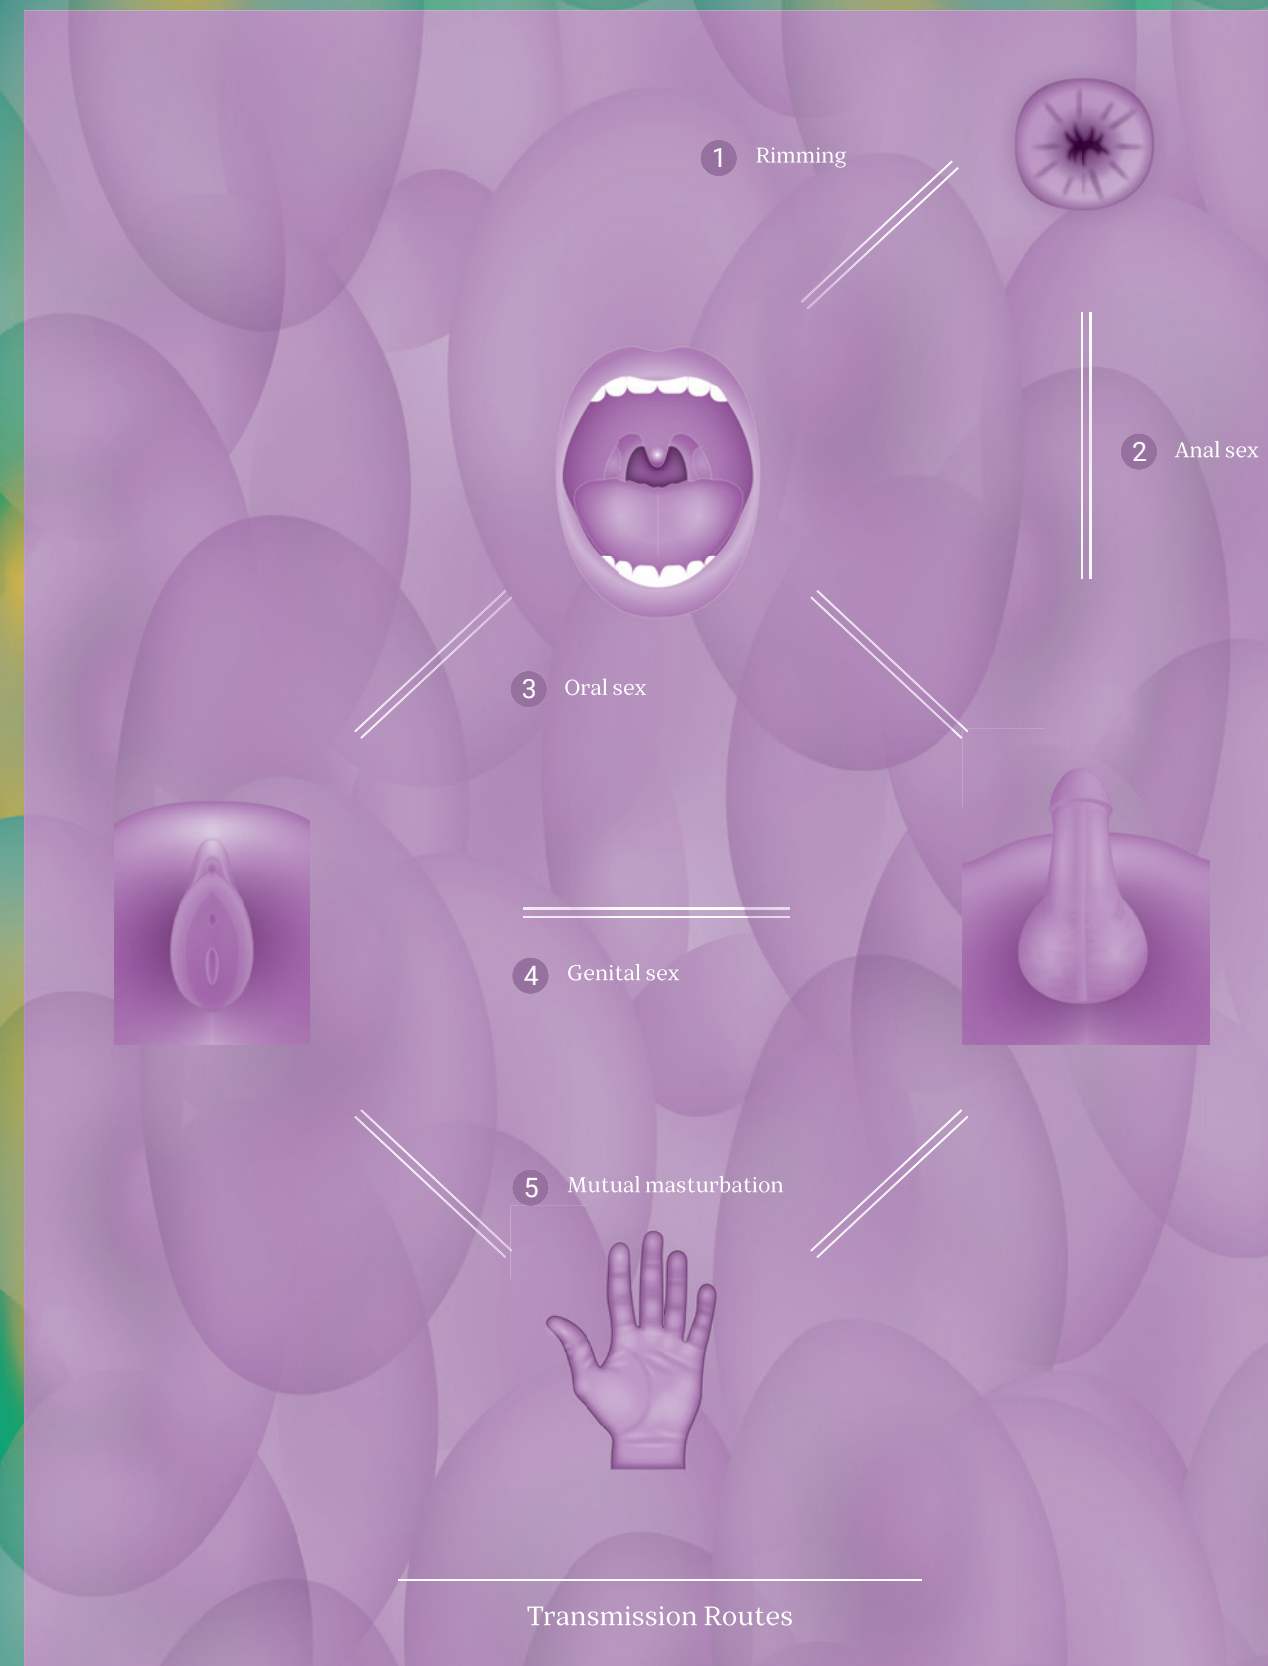 1 Rimming
2 Anal sex
3 Oral sex
4 Genital sex
5 Mutual masturbation
Transmission Routes